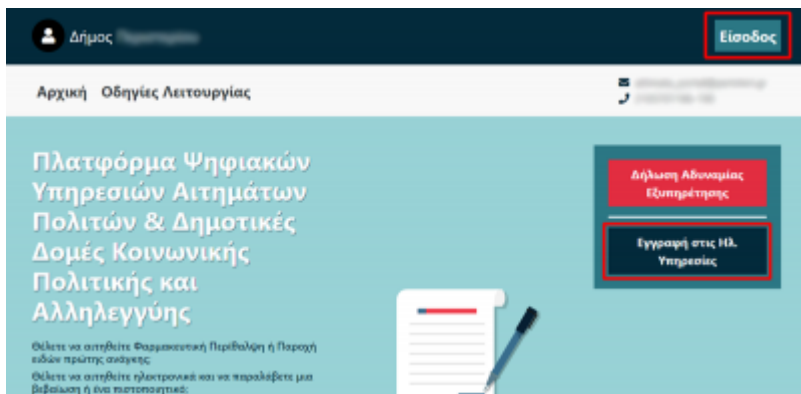 Δήμος
Είσοδος
Αρχική Οδηγίες Λειτουργίας
Πλατφόρμα Ψηφιακών
Υπηρεσιών Αιτημάτων
Πολιτών & Δημοτικές
Δομές Κοινωνικής
Πολιτικής και
Αλληλεγγύης
Θέλετε να αιτηθείτε Φαρμακευτική Περίθαλψη ή Παροχή
ειδών πρώτης ανάγκης;
Θέλετε να αιτηθείτε ηλεκτρονικά και να παραλάβετε μια
βεβαίωση ή ένα πιστοποιητικό;
Δήλωση Αδυναμίας
Εξυπηρέτησης
Εγγραφή στις Ηλ.
Υπηρεσίες